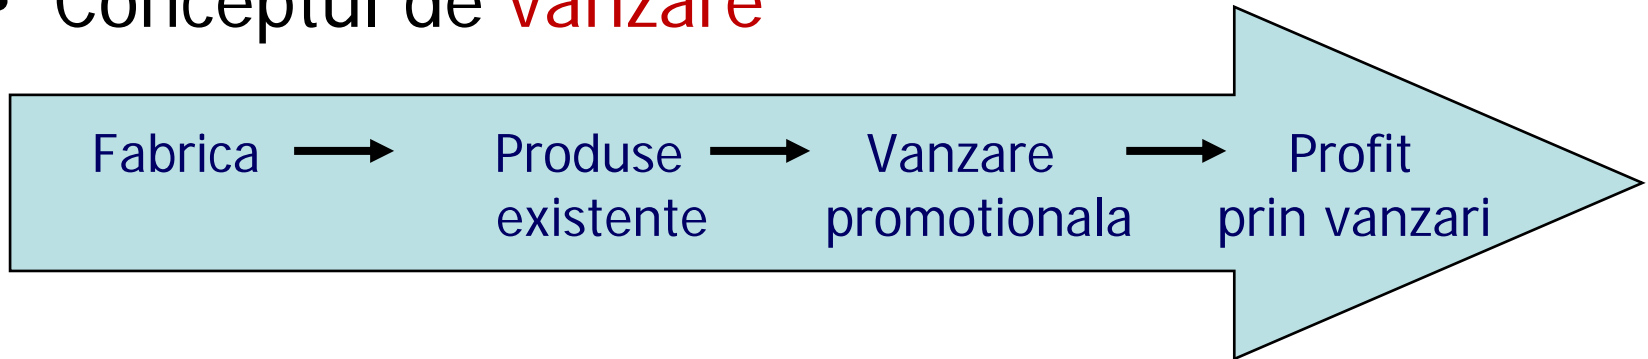 • Conceptul de vanzare
Fabrica Produse Vanzare Profit
existente promotionala prin vanzari